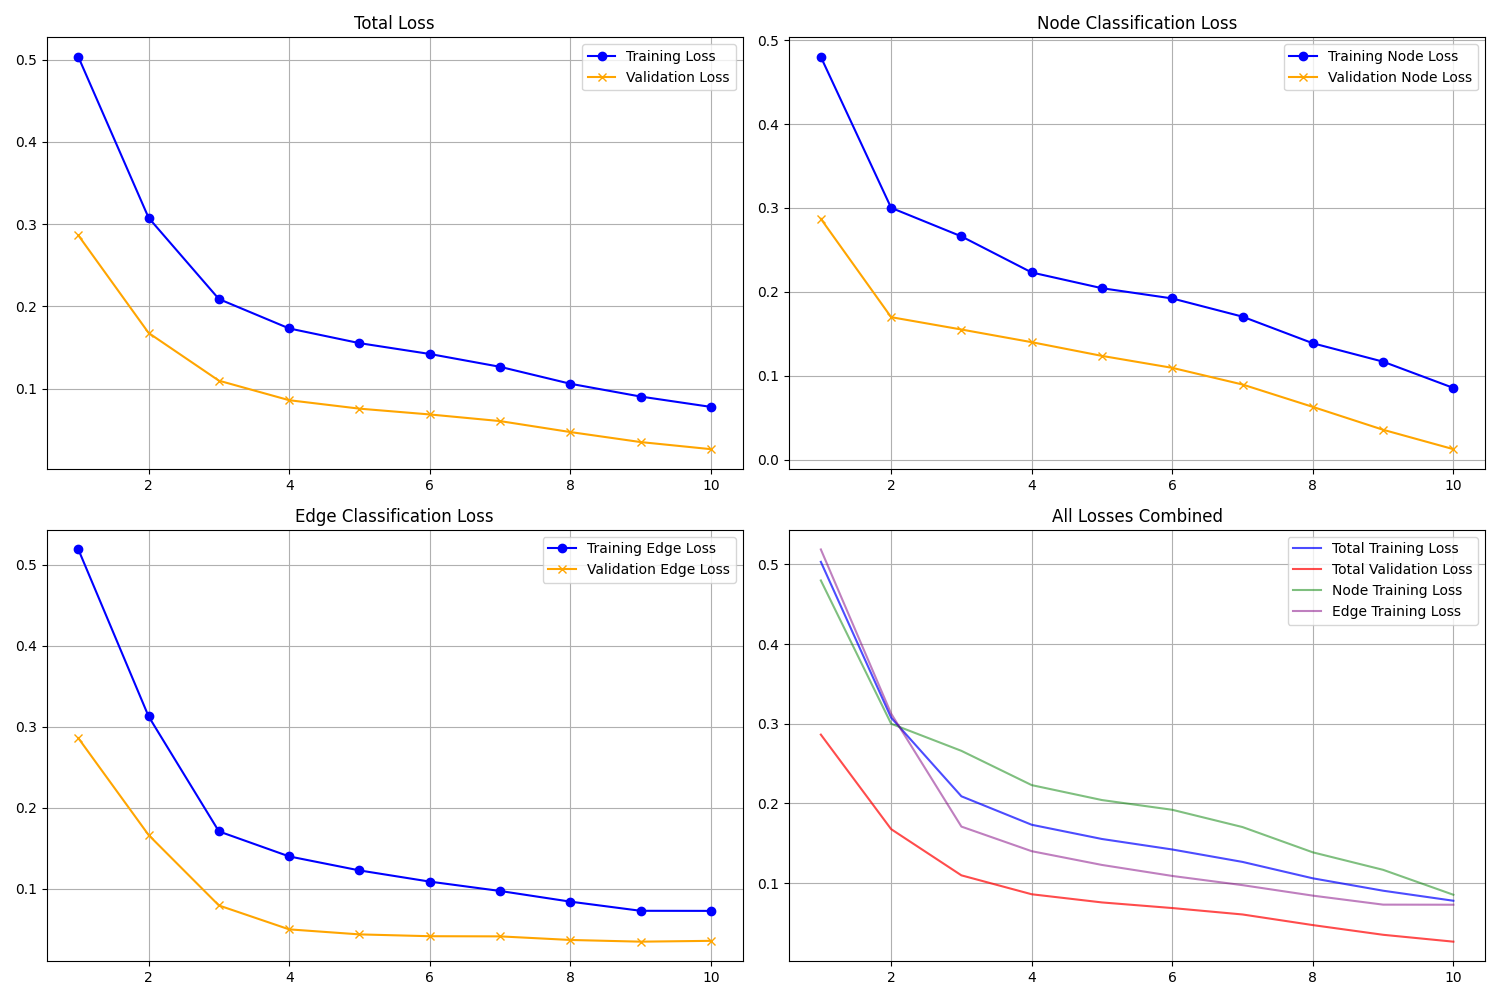 Total Loss
0.5
0.4
0.3
0.2
0.1
2 4 6 8 10
Training Loss
Validation Loss
Node Classification Loss
0.5
0.4
0.3
0.2
0.1
0.0
2 4 6 8 10
Training Node Loss
Validation Node Loss
Edge Classification Loss
0.5
0.4
0.3
0.2
0.1
2 4 6 8 10
Training Edge Loss
Validation Edge Loss
All Losses Combined
0.5
0.4
0.3
0.2
0.1
2 4 6 8 10
Total Training Loss
Total Validation Loss
Node Training Loss
Edge Training Loss